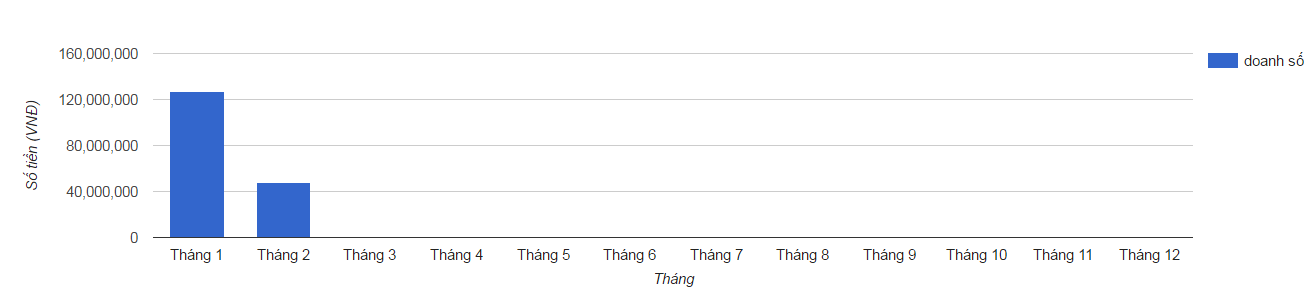 160,000,000
120,000,000
80,000,000
40,000,000
0
Số tiền (VNĐ))
Tháng 1 Tháng 2 Tháng 3 Tháng 4 Tháng 5 Tháng 6 Tháng 7 Tháng 8 Tháng 9 Tháng 10 Tháng 11 Tháng 12
Tháng
doanh số